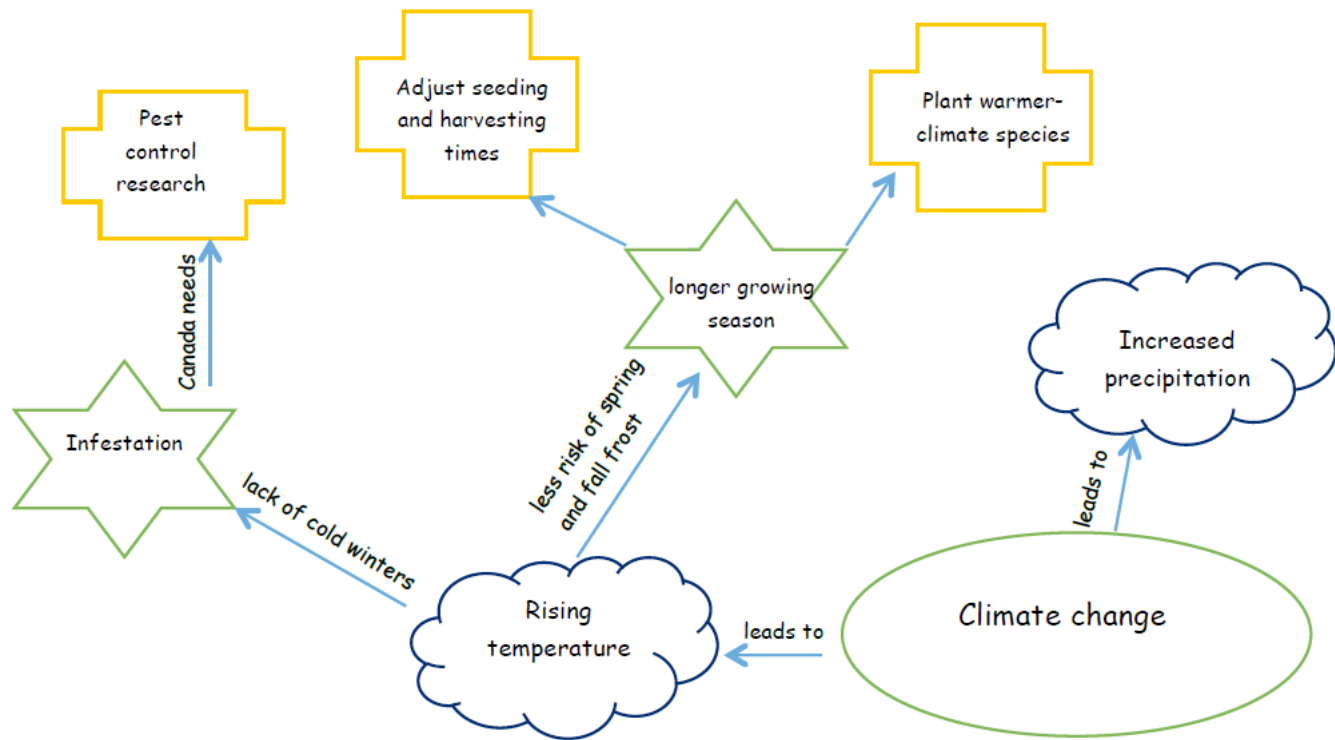 Pest
control
research
Adjust seeding
and harvesting
times
Plant warmer-
climate species
Canada needs
longer growing
season
Increased
precipitation
Infestation
less risk of spring
and fall frost
leads to
lack of cold winters
Rising
temperature
leads to
Climate change